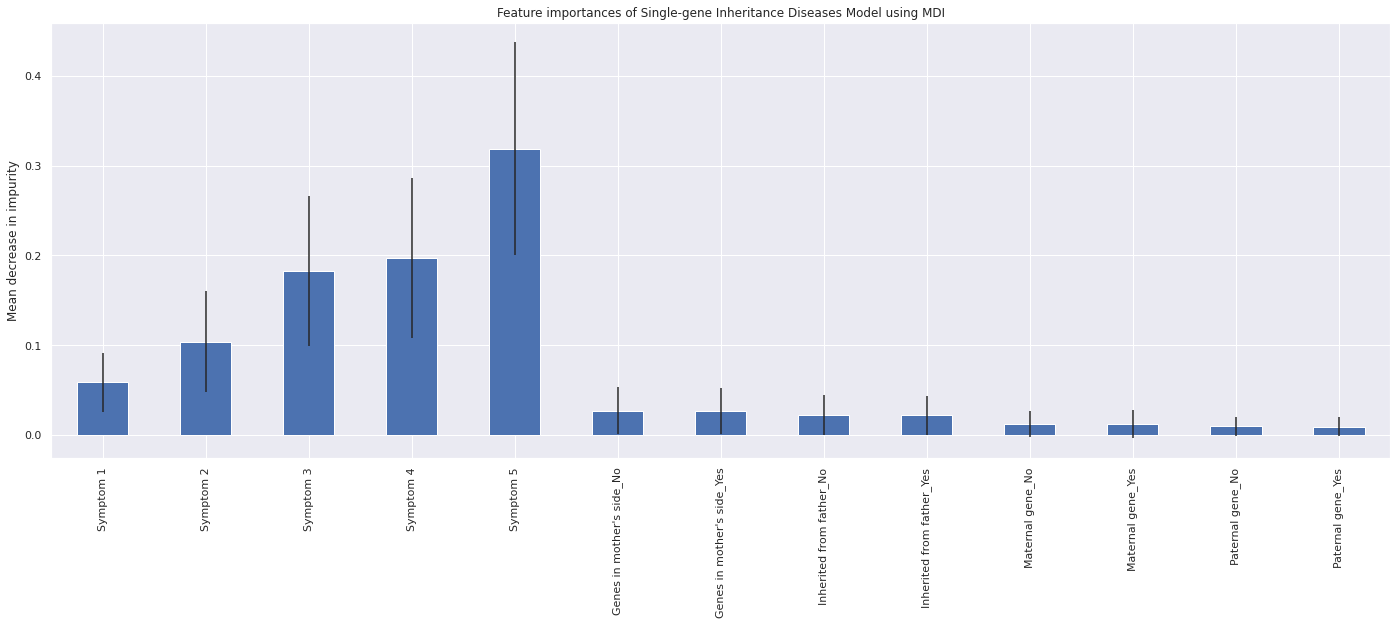 Feature importances of Single-gene Inheritance Diseases Model using MDI
Mean decrease in impurity
0.4
0.3
0.2
0.1
0.0
Symptom 1
Symptom 2
Symptom 3
Symptom 4
Symptom 5
Genes in mother's side_No
Genes in mother's side_Yes
Inherited from father_No
Inherited from father_Yes
Maternal gene_No
Maternal gene_Yes
Paternal gene_No
Paternal gene_Yes